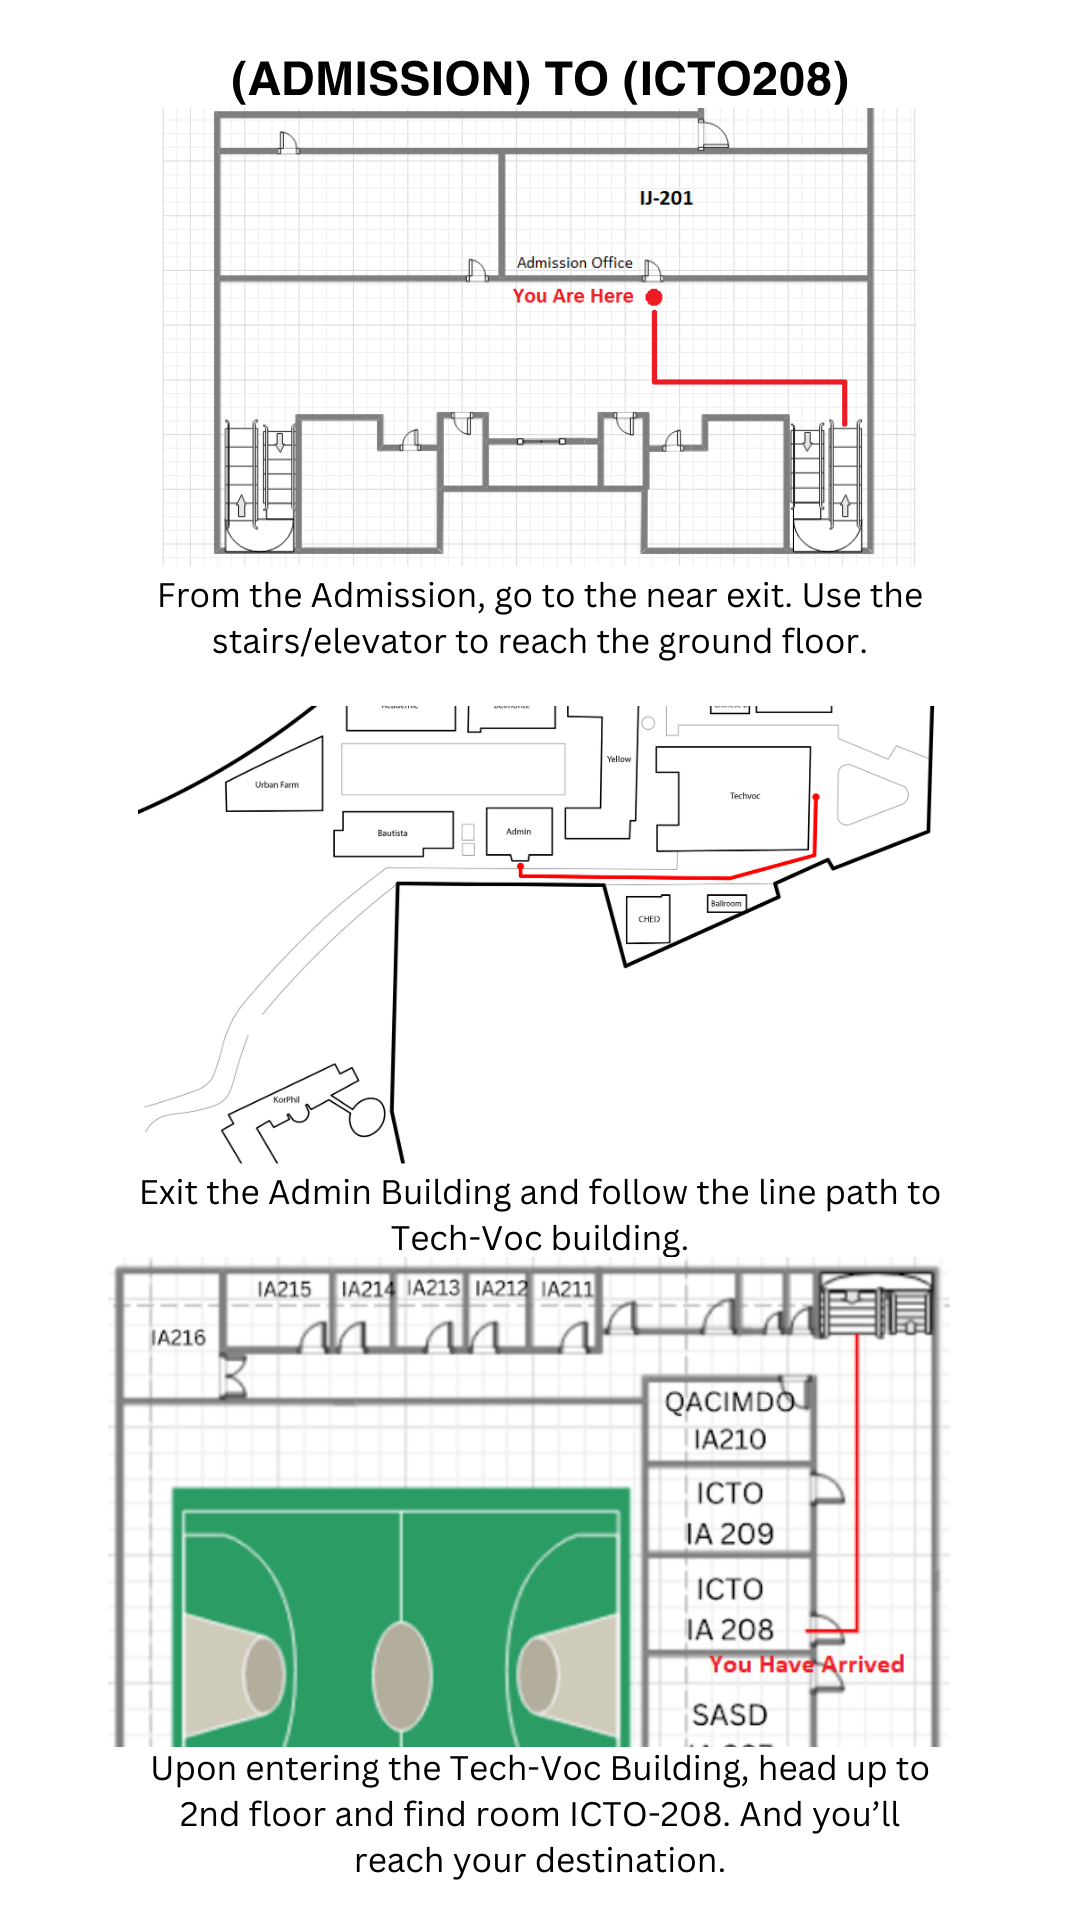 (ADMISSION) TO (ICTO208)
IJ-201
Admission Office
You Are Here
From the Admission, go to the near exit. Use the
stairs/elevator to reach the ground floor.
Urban Farm
Yellow
Techvoc
Bautista
Admin
CHED
Ballroom
KorPhil
Exit the Admin Building and follow the line path to
Tech-Voc building.
IA215
IA214
IA213
IA212
IA211
IA216
QACIMDO
IA210
ICTO
IA 209
ICTO
IA 208
You Have Arrived
SASD
Upon entering the Tech-Voc Building, head up to
2nd floor and find room ICTO-208. And you’ll
reach your destination.